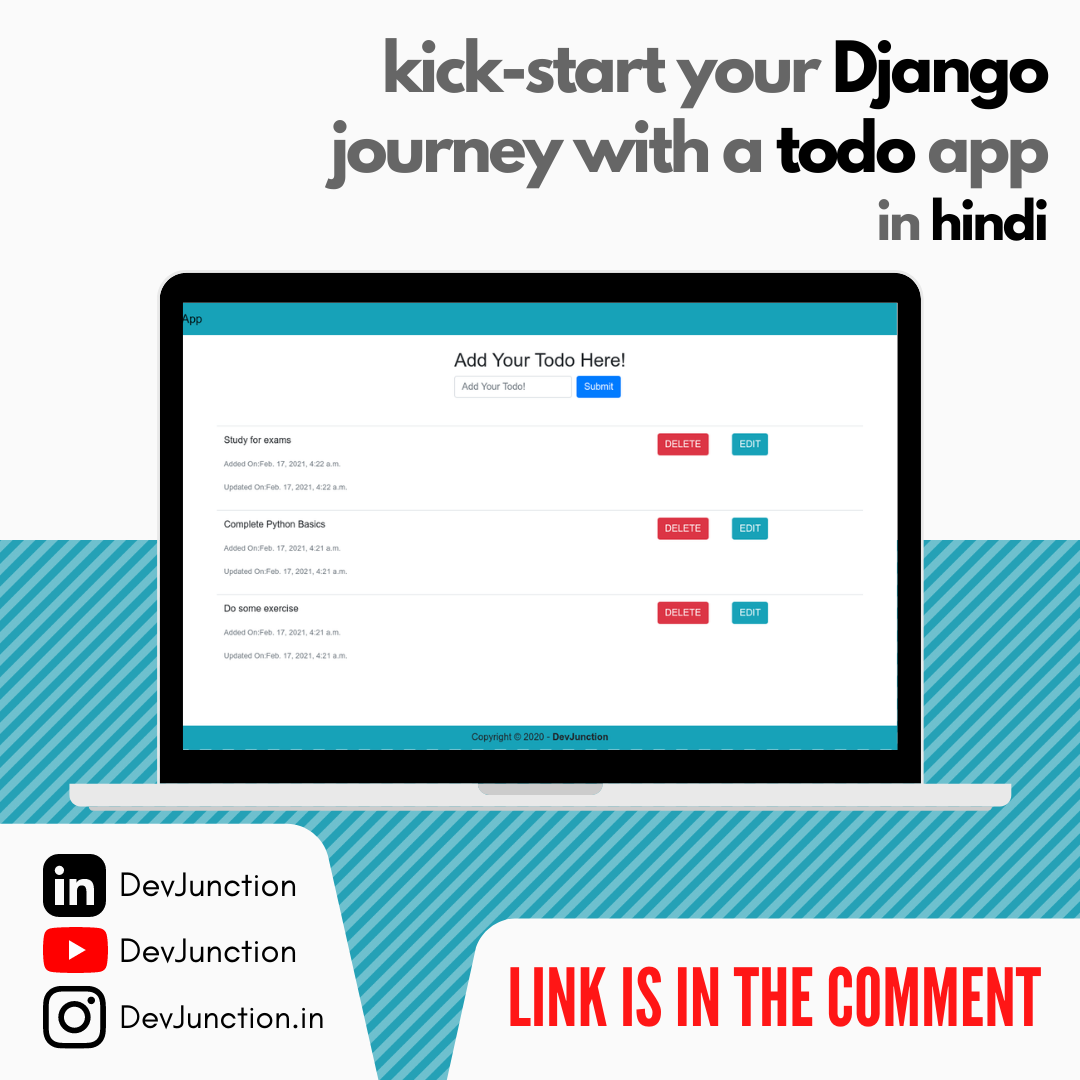 kick-start your Django
journey with a todo app
in hindi
App
Add Your Todo Here!
Add Your Todo! Submit
Study for exams DELETE EDIT
Added On:Feb. 17, 2021, 4:22 a.m.
Updated On:Feb. 17, 2021, 4:22 a.m.
Complete Python Basics DELETE EDIT
Added On:Feb. 17, 2021, 4:21 a.m.
Updated On:Feb. 17, 2021, 4:21 a.m.
Do some exercise DELETE EDIT
Added On:Feb. 17, 2021, 4:21 a.m.
Updated On:Feb. 17, 2021, 4:21 a.m.
Copyright © 2020 - DevJunction
in DevJunction
DevJunction
DevJunction.in
LINK IS IN THE COMMENT